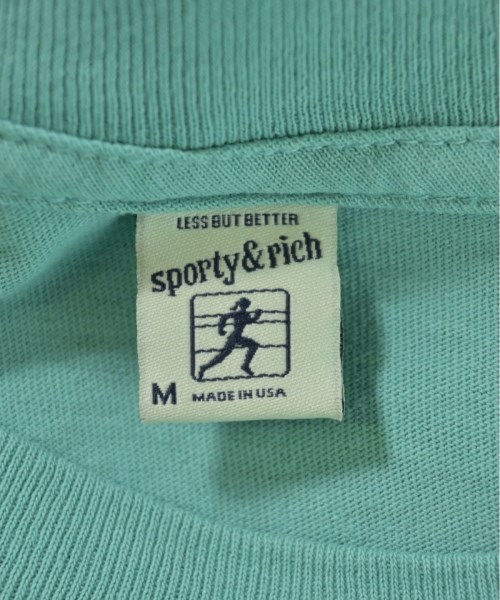 LESS BUT BETTER
sporty & rich
M MADE IN USA